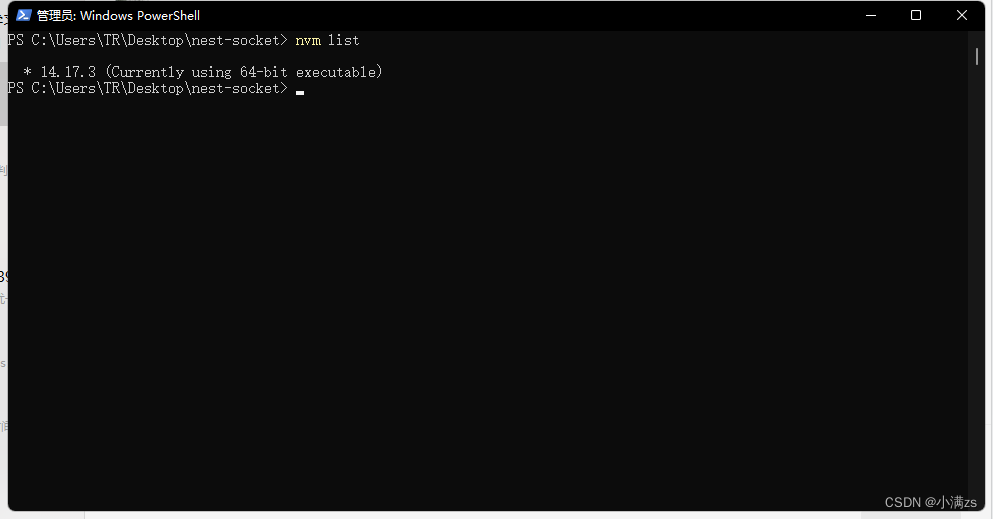 管理员: Windows PowerShell
PS C:\Users\TR\Desktop\nest-socket> nvm list
* 14.17.3 (Currently using 64-bit executable)
PS C:\Users\TR\Desktop\nest-socket>
CSDN @小满zs